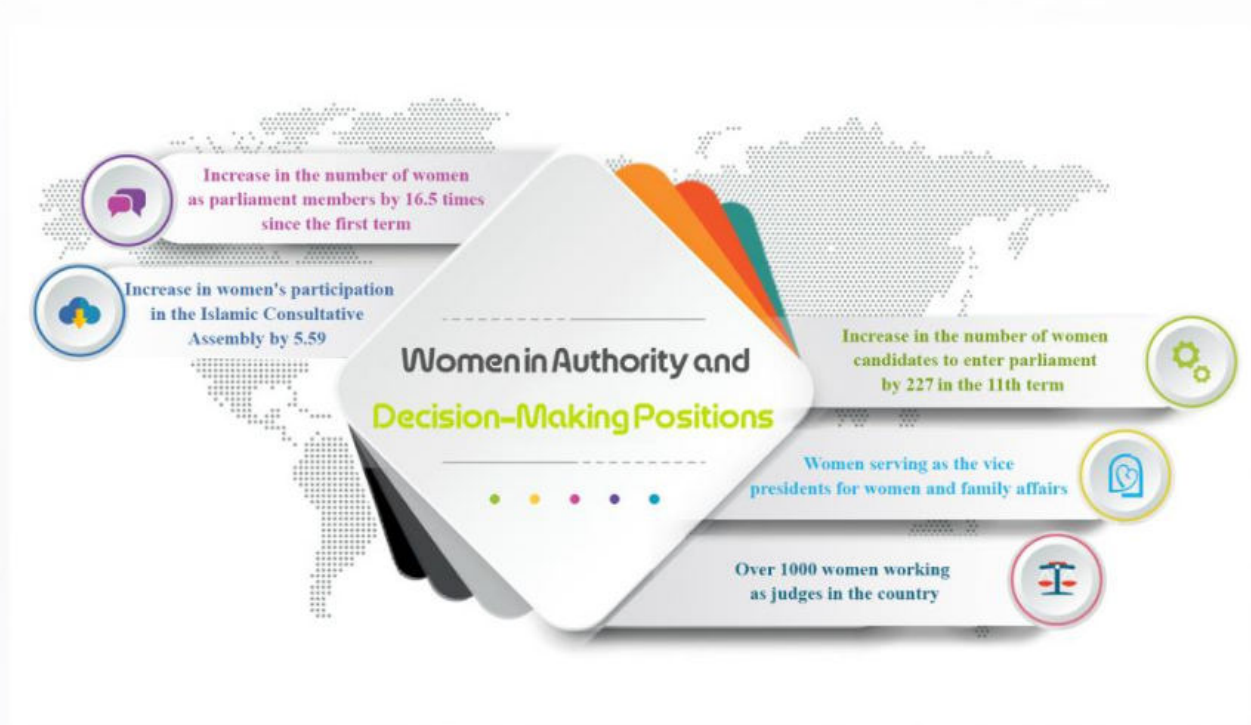 Increase in the number of women
as parliament members by 16.5 times
since the first term
Increase in women's participation
in the Islamic Consultative
Assembly by 5.59
Women in Authority and
Decision-Making Positions
Increase in the number of women
candidates to enter parliament
by 227 in the 11th term
Women serving as the vice
presidents for women and family affairs
Over 1000 women working
as judges in the country